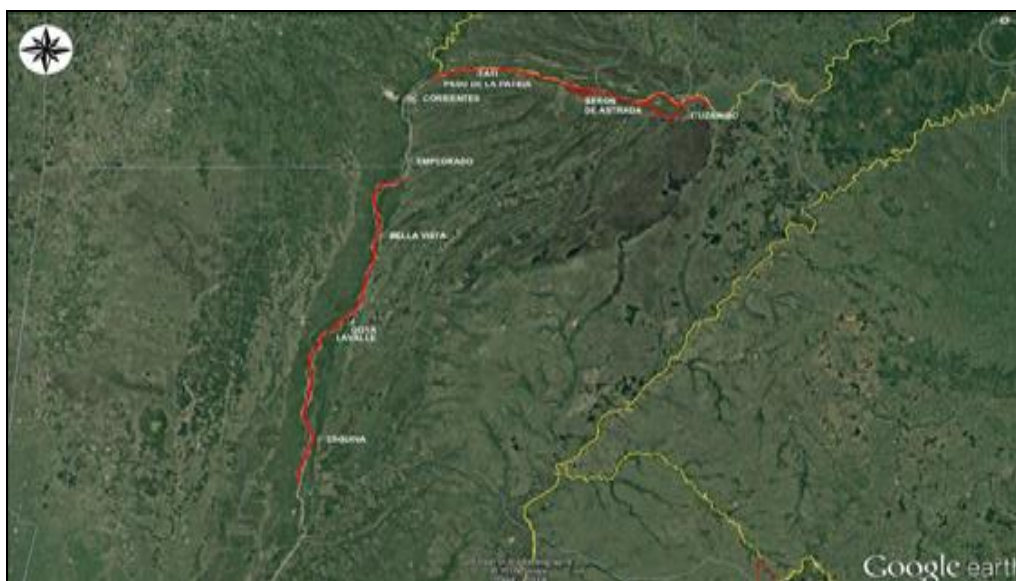 ITATI
PASO DE LA PATRIA
CORRIENTES
BERON
DE ASTRADA
ITUZAINGO
EMPEDRADO
BELLA VISTA
GOYA
LAVALLE
ESQUINA
Google earth